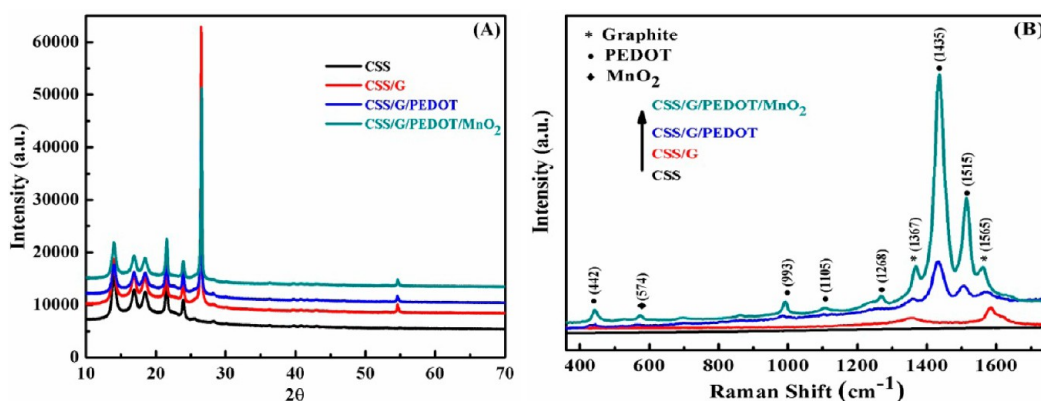 (A)
60000
50000
40000
30000
20000
10000
0
Intensity (a.u.)
CSS
CSS/G
CSS/G/PEDOT
CSS/G/PEDOT/MnO₂
10 20 30 40 50 60 70
2θ
(B)
* Graphite
• PEDOT
♦ MnO₂
CSS/G/PEDOT/MnO₂
CSS/G/PEDOT
CSS/G
CSS
Intensity (a.u.)
• (442)
• (574)
• (993)
• (1105)
• (1268)
* (1367)
• (1435)
• (1515)
* (1565)
400 600 800 1000 1200 1400 1600
Raman Shift (cm⁻¹)